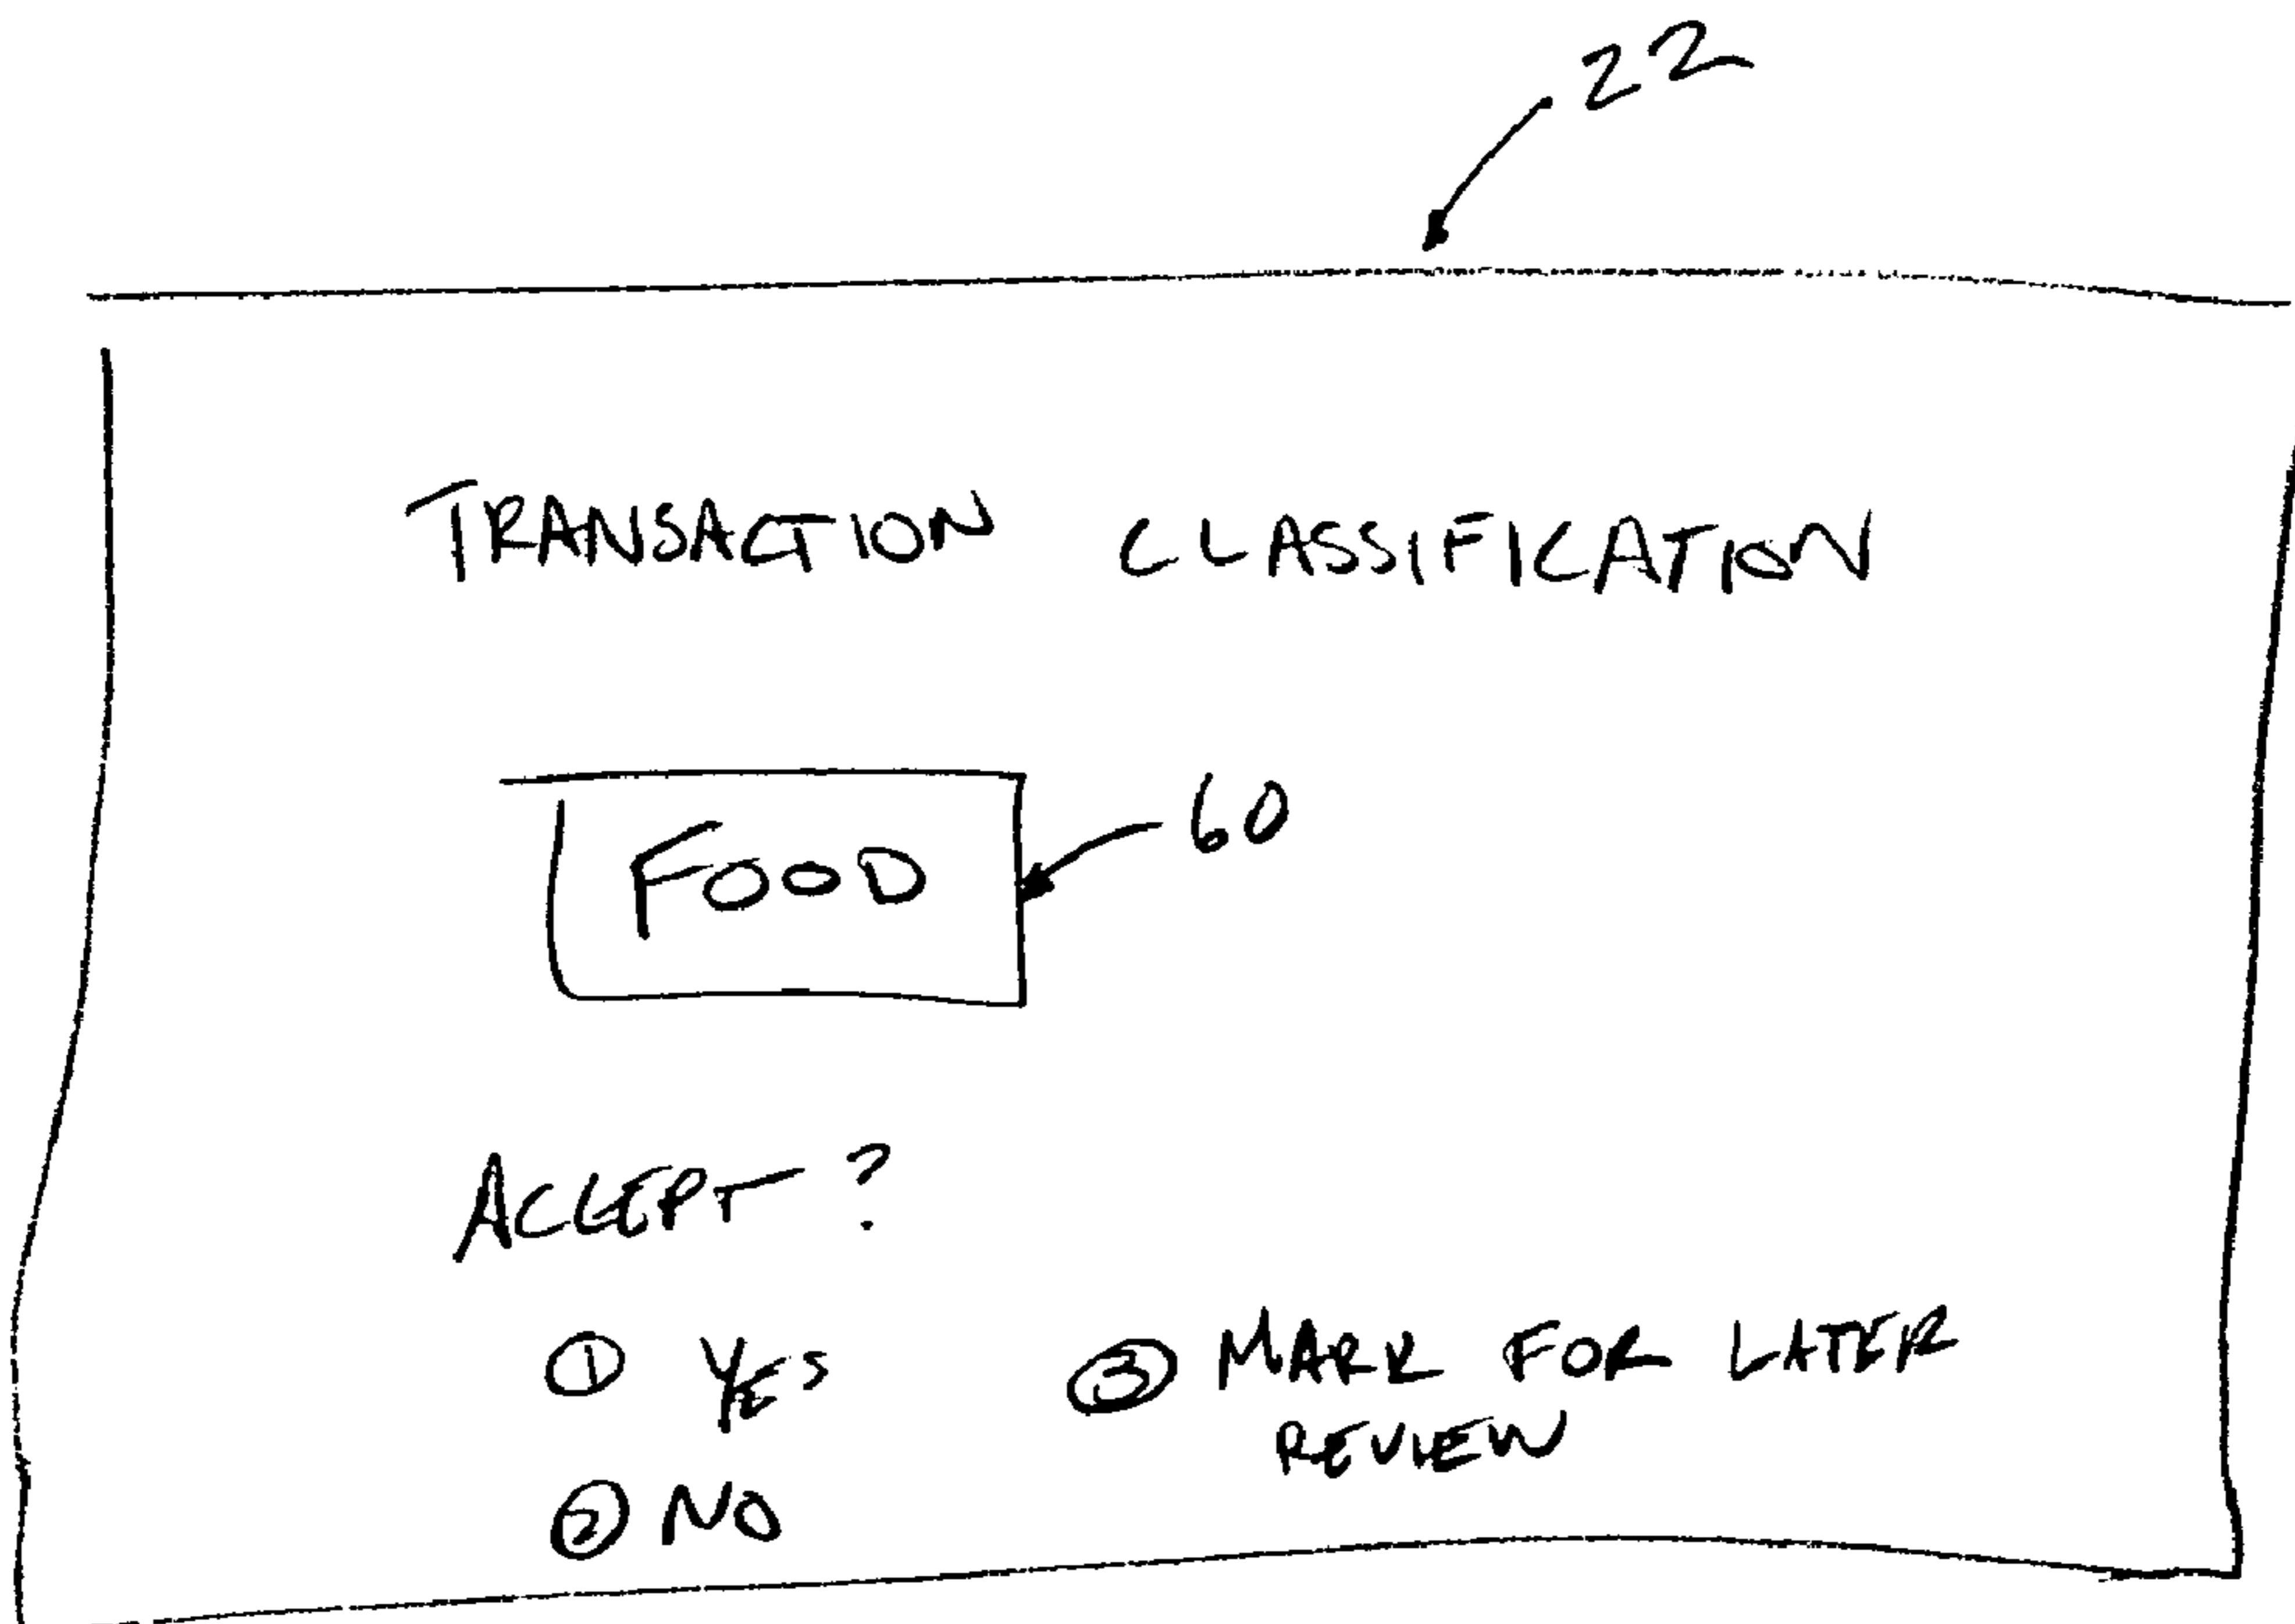 22
TRANSACTION CLASSIFICATION
FOOD 60
ACCEPT ?
① YES ③ MARK FOR LATER
REVIEW
② NO